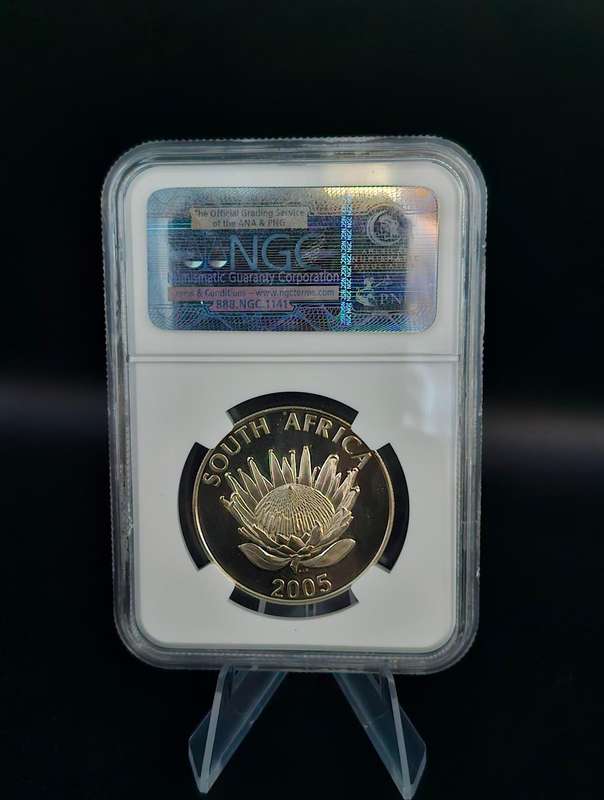 The Official Grading Service
of the ANA & PNG
NGC
Numismatic Guaranty Corporation
Terms & Conditions – www.ngcterms.com
888.NGC.1141
PNG
SOUTH AFRICA
2005